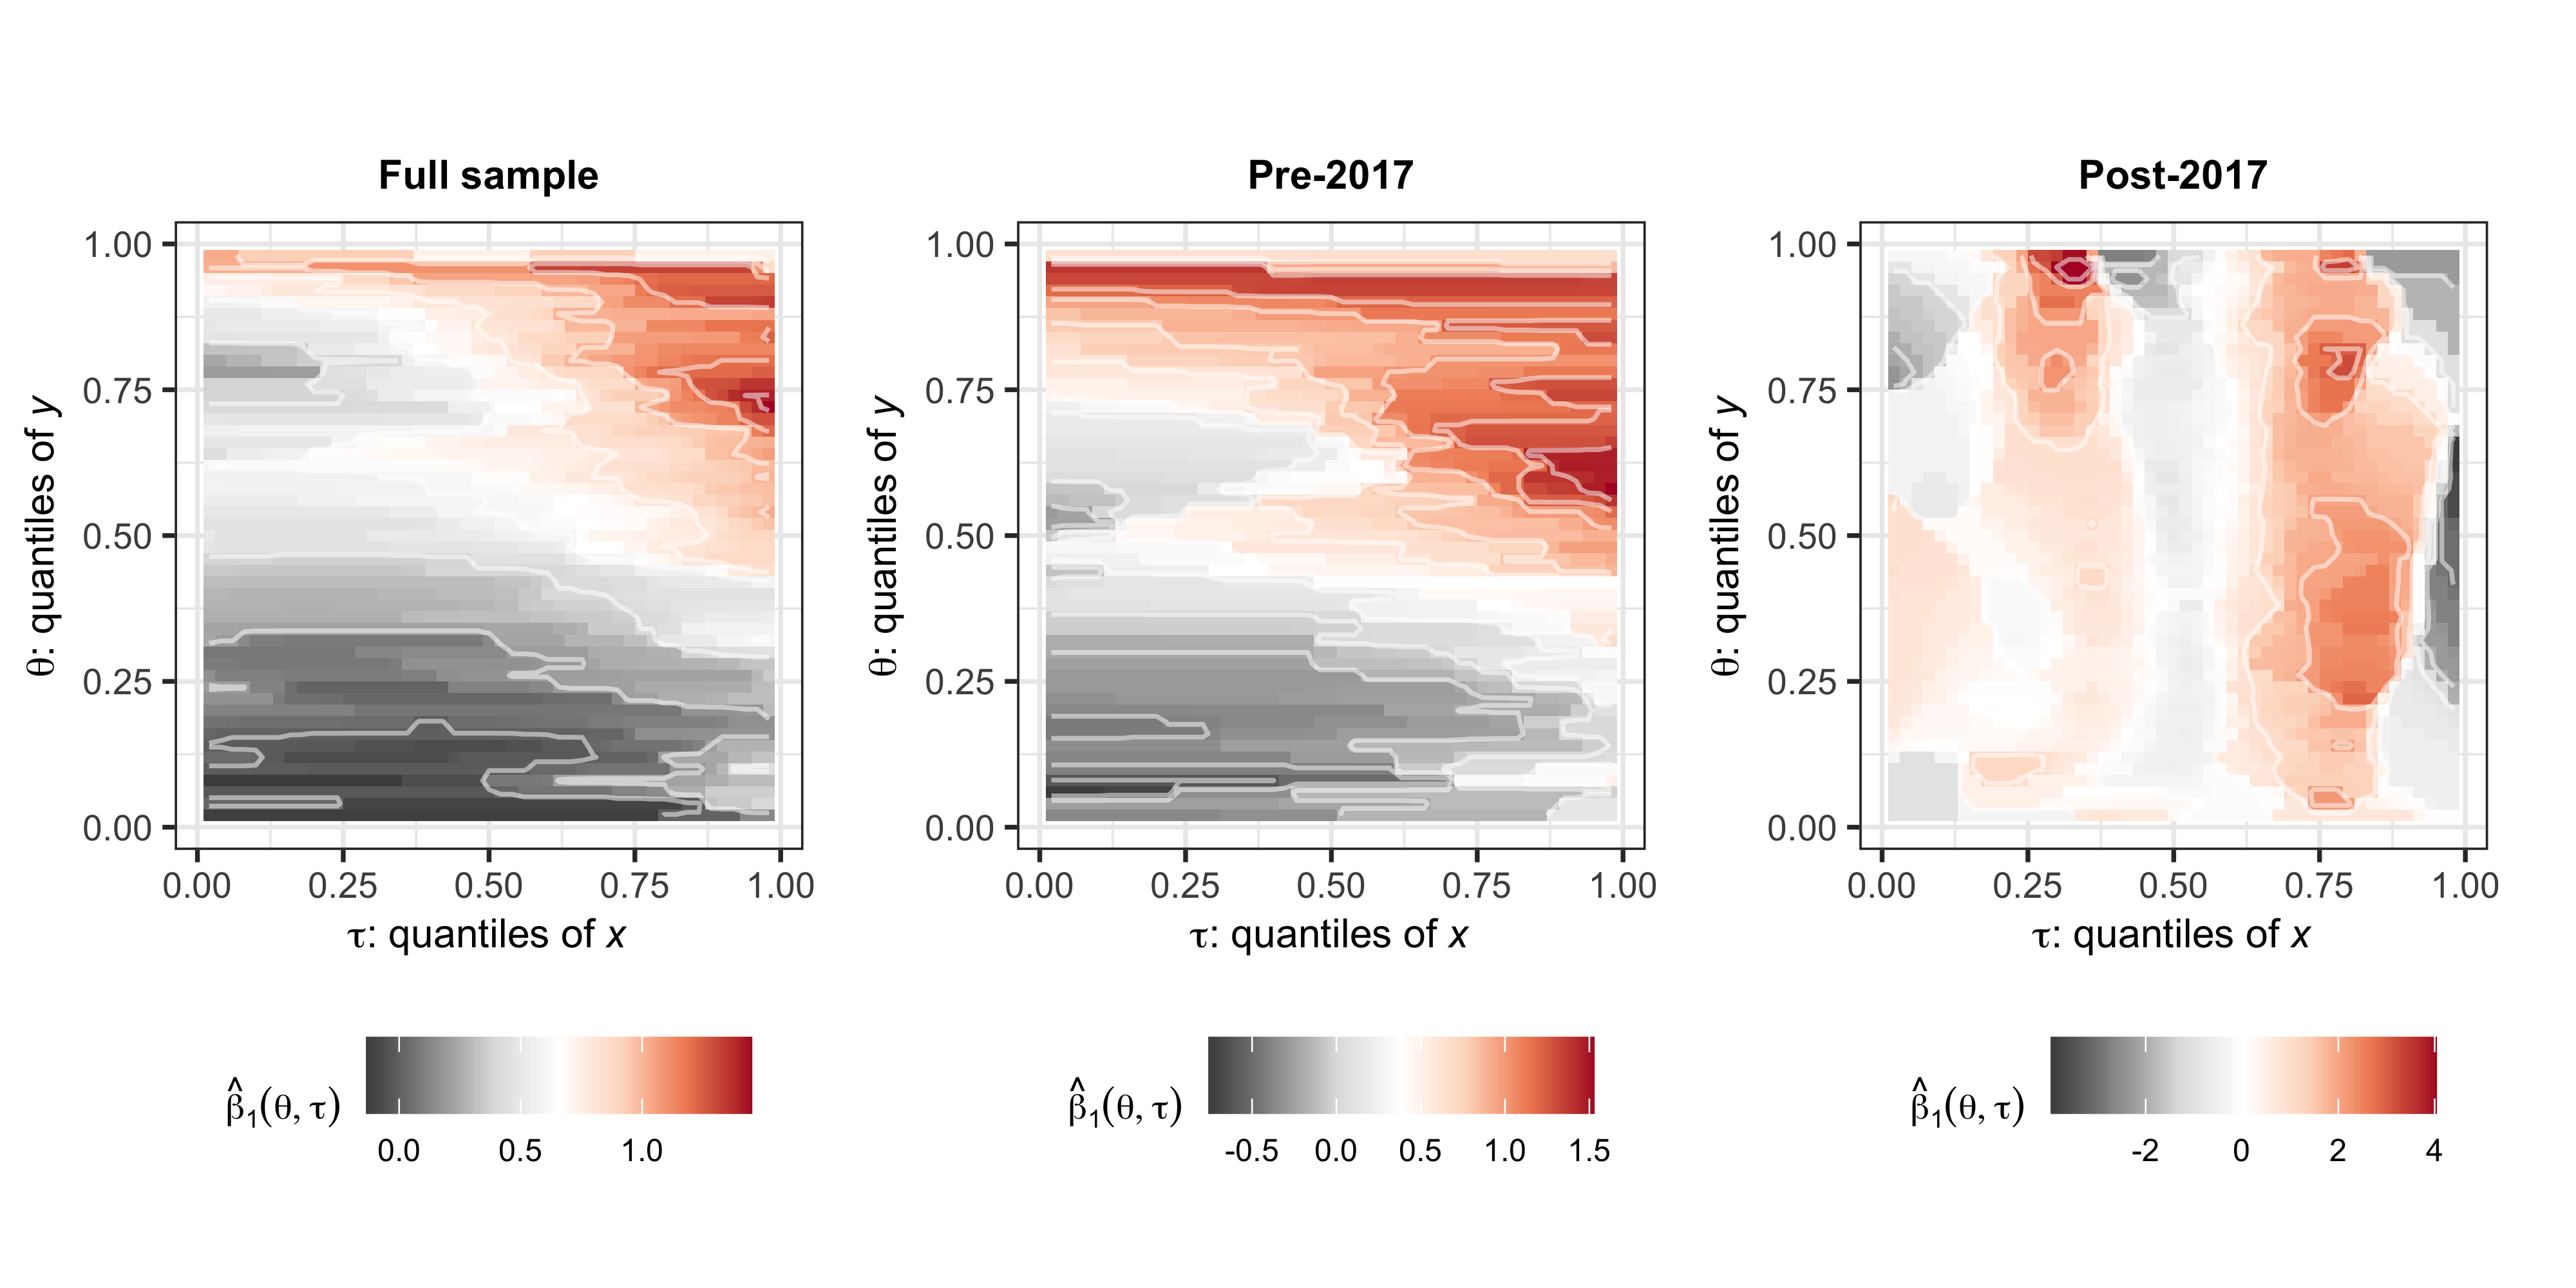 Full sample
1.00
0.75
0.50
0.25
0.00
θ: quantiles of y
0.00 0.25 0.50 0.75 1.00
τ: quantiles of x
β̂₁(θ, τ)
0.0 0.5 1.0
Pre-2017
1.00
0.75
0.50
0.25
0.00
θ: quantiles of y
0.00 0.25 0.50 0.75 1.00
τ: quantiles of x
β̂₁(θ, τ)
-0.5 0.0 0.5 1.0 1.5
Post-2017
1.00
0.75
0.50
0.25
0.00
θ: quantiles of y
0.00 0.25 0.50 0.75 1.00
τ: quantiles of x
β̂₁(θ, τ)
-2 0 2 4